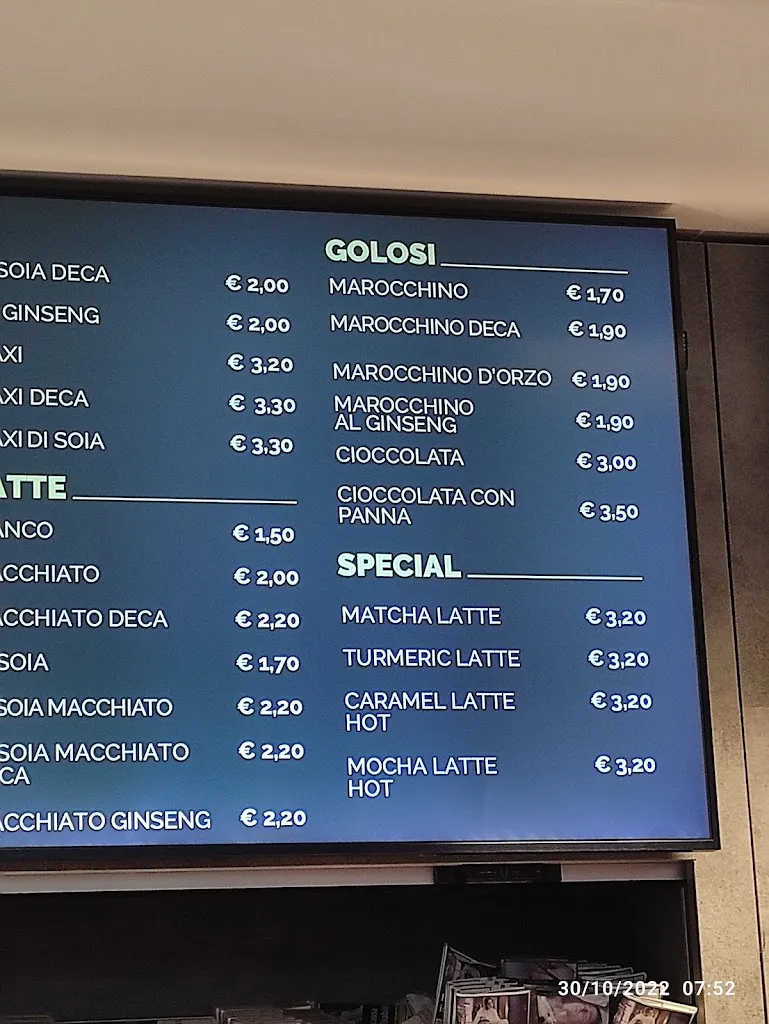 SOIA DECA € 2,00
GINSENG € 2,00
AXI € 3,20
AXI DECA € 3,30
AXI DI SOIA € 3,30
ATTE
ANCO € 1,50
ACCHIATO € 2,00
ACCHIATO DECA € 2,20
SOIA € 1,70
SOIA MACCHIATO € 2,20
SOIA MACCHIATO € 2,20
CA
ACCHIATO GINSENG € 2,20
GOLOSI
MAROCCHINO € 1,70
MAROCCHINO DECA € 1,90
MAROCCHINO D'ORZO € 1,90
MAROCCHINO
AL GINSENG € 1,90
CIOCCOLATA € 3,00
CIOCCOLATA CON
PANNA € 3,50
SPECIAL
MATCHA LATTE € 3,20
TURMERIC LATTE € 3,20
CARAMEL LATTE € 3,20
HOT
MOCHA LATTE € 3,20
HOT
30/10/2022 07:52